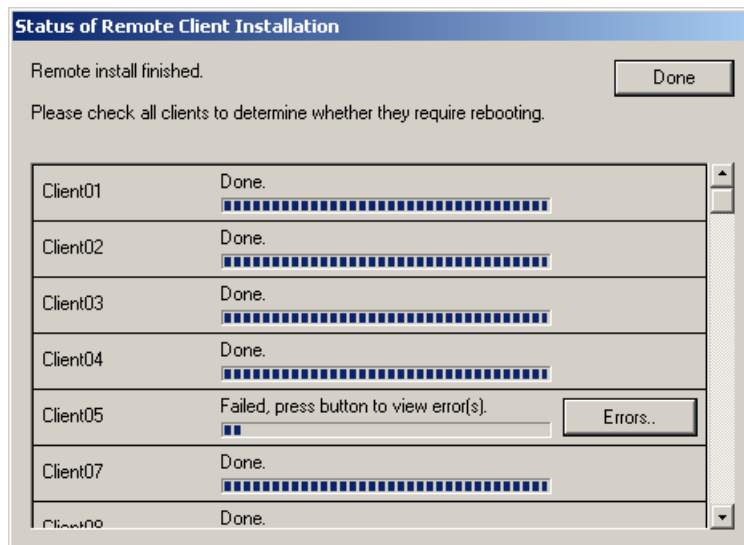 Status of Remote Client Installation
Remote install finished.
Done
Please check all clients to determine whether they require rebooting.
Client01
Done.
Client02
Done.
Client03
Done.
Client04
Done.
Client05
Failed, press button to view error(s).
Errors..
Client07
Done.
Done.